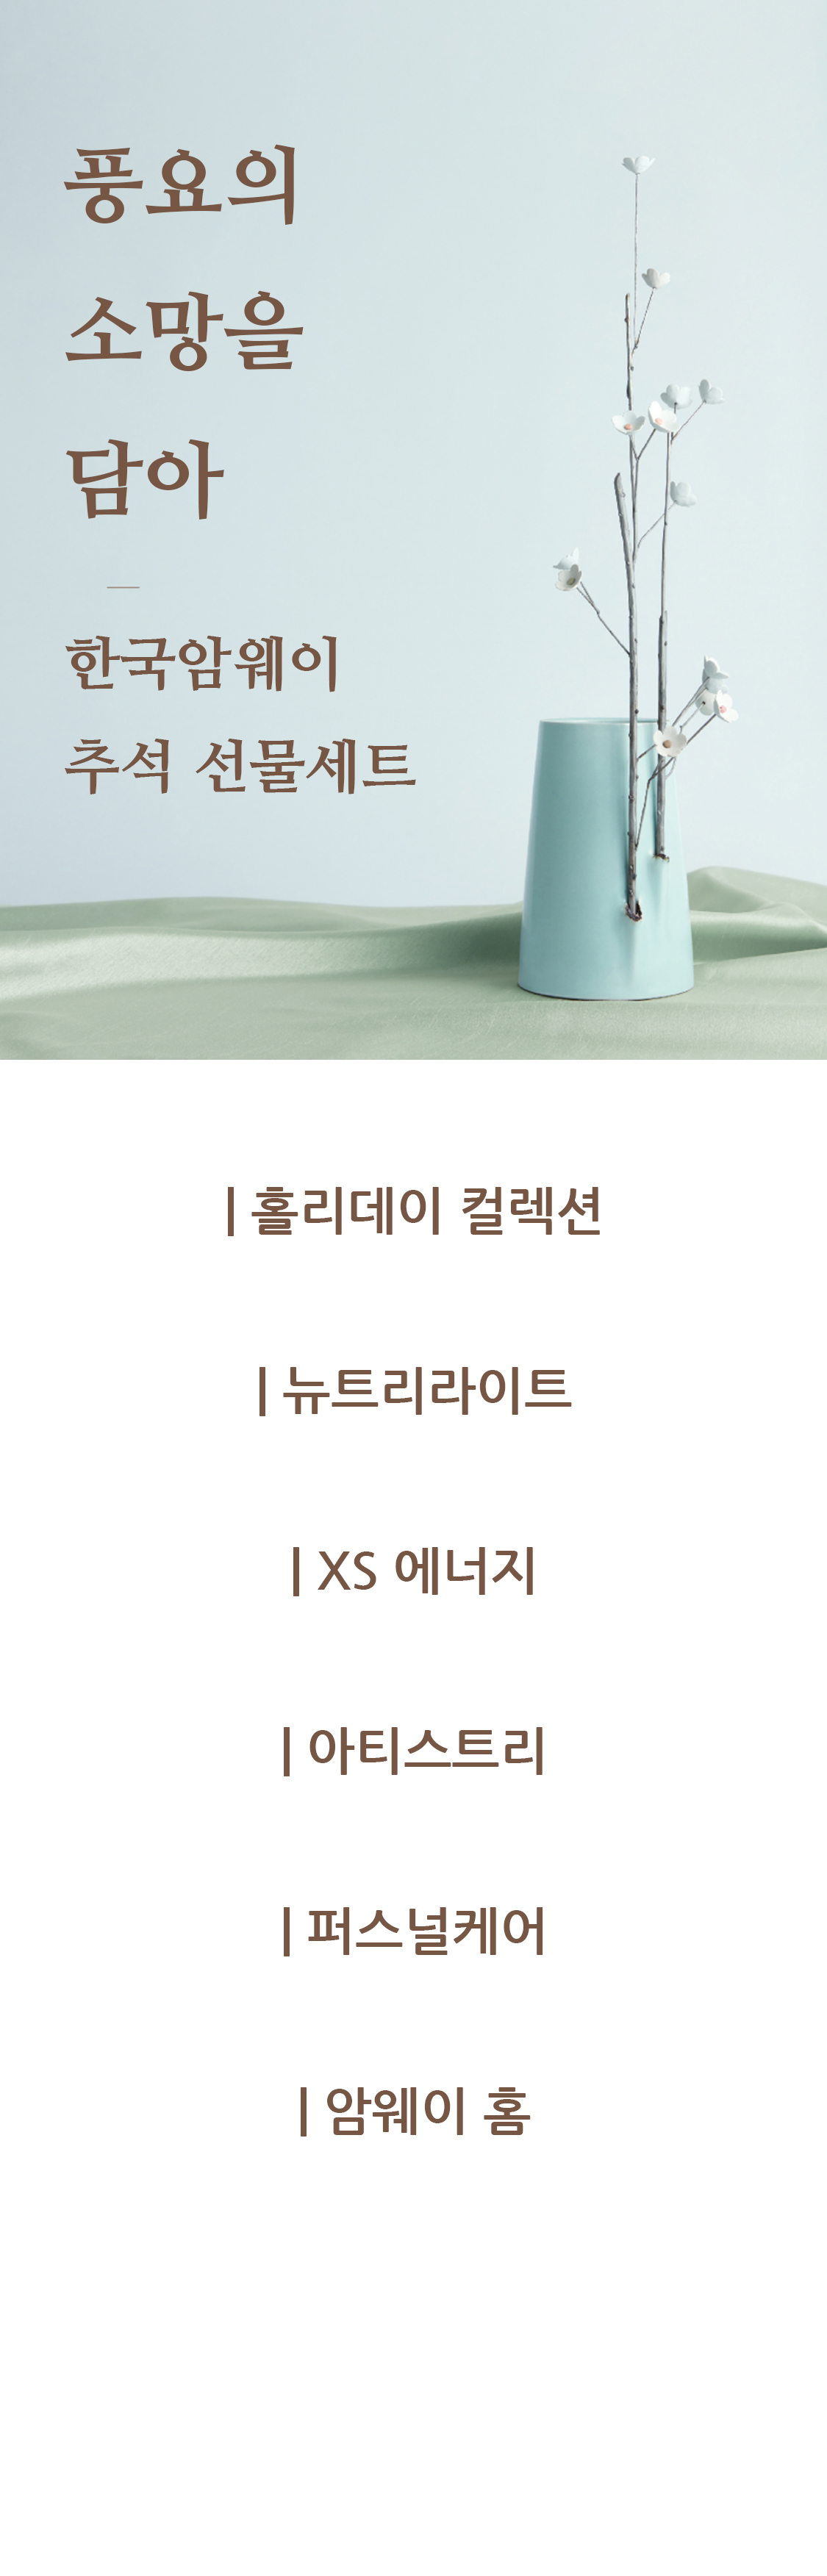 풍요의
소망을
담아
한국암웨이
추석 선물세트
| 홀리데이 컬렉션
| 뉴트리라이트
| XS 에너지
| 아티스트리
| 퍼스널케어
| 암웨이 홈